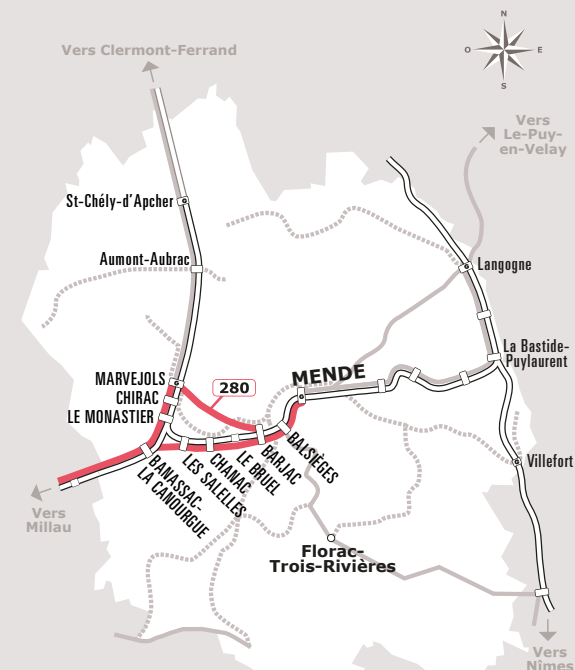 N
Vers Clermont-Ferrand
O
E
S
Vers
Le-Puy-
en-Velay
St-Chély-d’Apcher
Aumont-Aubrac
Langogne
La Bastide-
Puylaurent
MARVEJOLS
CHIRAC
LE MONASTIER
280
MENDE
BALSIÈGES
BARJAC
LE BRUEL
CHANAC
LES SALELLES
BANASSAC-
LA CANOURGUE
Villefort
Vers
Millau
Florac-
Trois-Rivières
Vers
Nîmes